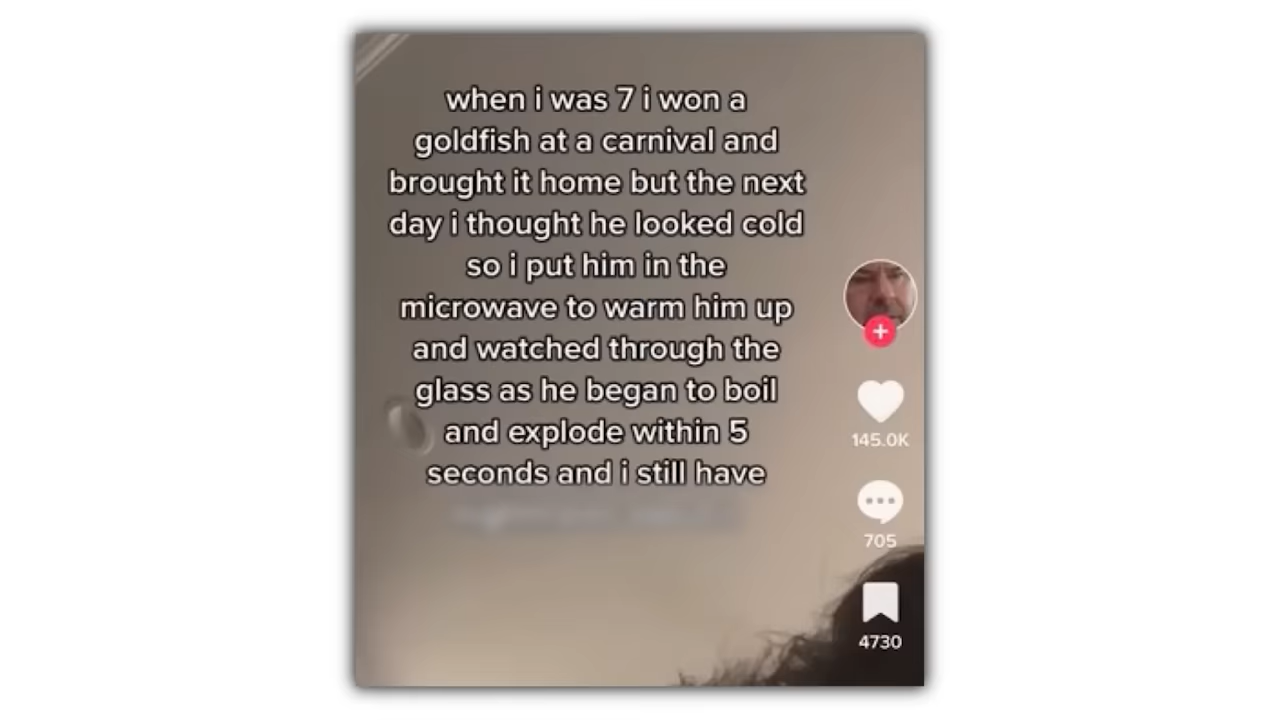 when i was 7 i won a
goldfish at a carnival and
brought it home but the next
day i thought he looked cold
so i put him in the
microwave to warm him up
and watched through the
glass as he began to boil
and explode within 5
seconds and i still have
145.0K
705
4730